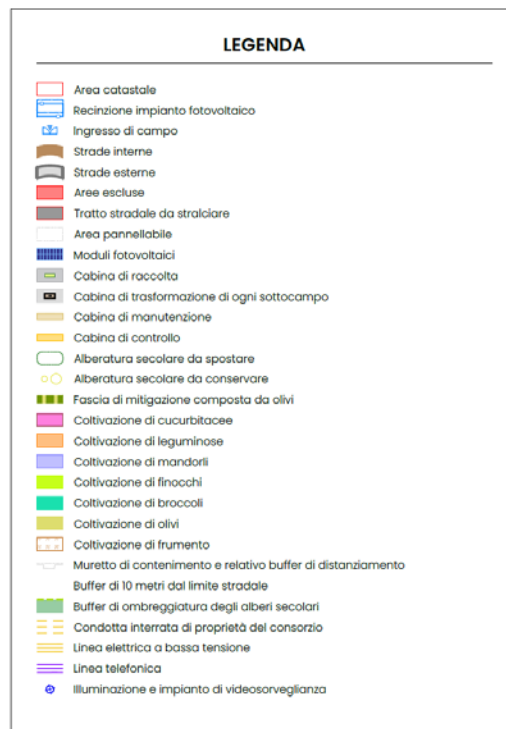 LEGENDA
Area catastale
Recinzione impianto fotovoltaico
Ingresso di campo
Strade interne
Strade esterne
Aree escluse
Tratto stradale da stralciare
Area pannellabile
Moduli fotovoltaici
Cabina di raccolta
Cabina di trasformazione di ogni sottocampo
Cabina di manutenzione
Cabina di controllo
Alberatura secolare da spostare
Alberatura secolare da conservare
Fascia di mitigazione composta da olivi
Coltivazione di cucurbitacee
Coltivazione di leguminose
Coltivazione di mandorli
Coltivazione di finocchi
Coltivazione di broccoli
Coltivazione di olivi
Coltivazione di frumento
Muretto di contenimento e relativo buffer di distanziamento
Buffer di 10 metri dal limite stradale
Buffer di ombreggiatura degli alberi secolari
Condotta interrata di proprietà del consorzio
Linea elettrica a bassa tensione
Linea telefonica
Illuminazione e impianto di videosorveglianza